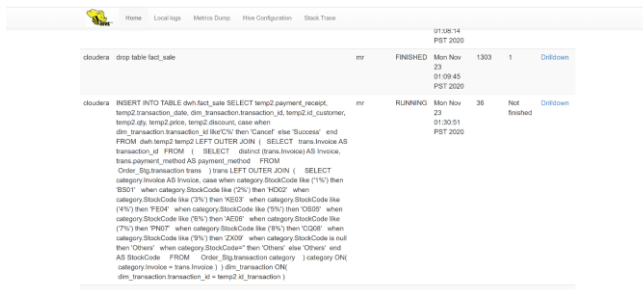 HIVE
Home Local logs Metrics Dump Hive Configuration Stack Trace
01:08:14
PST 2020
cloudera drop table fact_sale mr FINISHED Mon Nov 1303 1 Drilldown
23
01:09:45
PST 2020
cloudera INSERT INTO TABLE dwh.fact_sale SELECT temp2.payment_receipt, mr RUNNING Mon Nov 36 Not Drilldown
temp2.transaction_date, dim_transaction.transaction_id, temp2.id_customer, 23 finished
temp2.qty, temp2.price, temp2.discount, case when 01:30:51
dim_transaction.transaction_id like'C%' then 'Cancel' else 'Success' end PST 2020
FROM dwh.temp2 temp2 LEFT OUTER JOIN ( SELECT trans.Invoice AS
transaction_id FROM ( SELECT distinct (trans.Invoice) AS Invoice,
trans.payment_method AS payment_method FROM
Order_Stg.transaction trans ) trans LEFT OUTER JOIN ( SELECT
category.Invoice AS Invoice, case when category.StockCode like ('1%') then
'BS01' when category.StockCode like ('2%') then 'HD02' when
category.StockCode like ('3%') then 'KE03' when category.StockCode like
('4%') then 'FE04' when category.StockCode like ('5%') then 'OS05' when
category.StockCode like ('6%') then 'AE06' when category.StockCode like
('7%') then 'PN07' when category.StockCode like ('8%') then 'CQ08' when
category.StockCode like ('9%') then 'ZX09' when category.StockCode is null
then 'Others' when category.StockCode='' then 'Others' else 'Others' end
AS StockCode FROM Order_Stg.transaction category ) category ON(
category.Invoice = trans.Invoice ) ) dim_transaction ON(
dim_transaction.transaction_id = temp2.id_transaction )